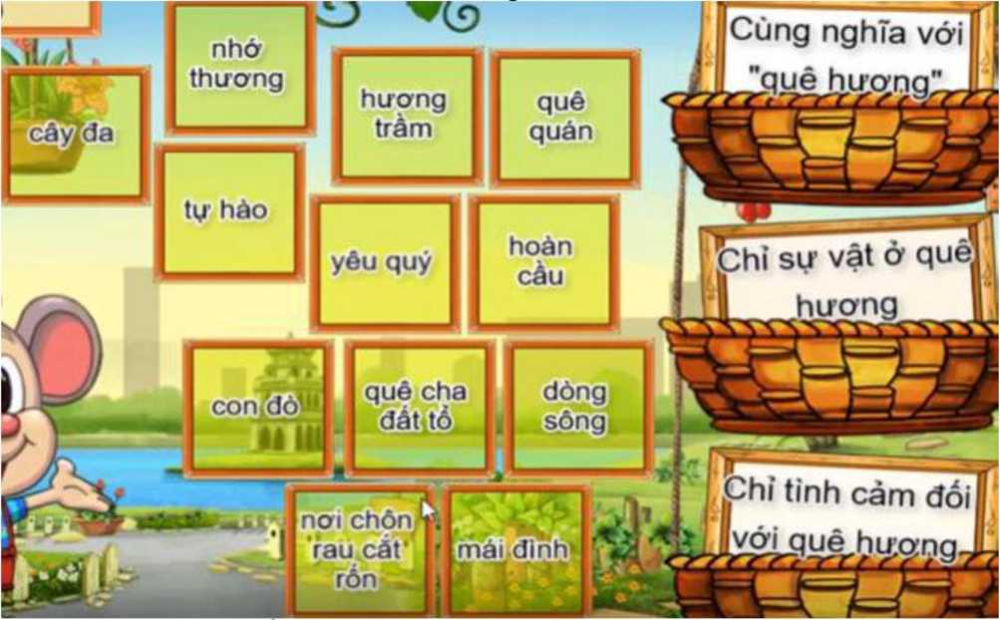 nhớ
thương
cây đa
hương
trầm
quê
quán
tự hào
yêu quý
hoàn
cầu
con đò
quê cha
đất tổ
dòng
sông
nơi chôn
rau cắt
rốn
mái đình
Cùng nghĩa với
"quê hương"
Chỉ sự vật ở quê
hương
Chỉ tình cảm đối
với quê hương